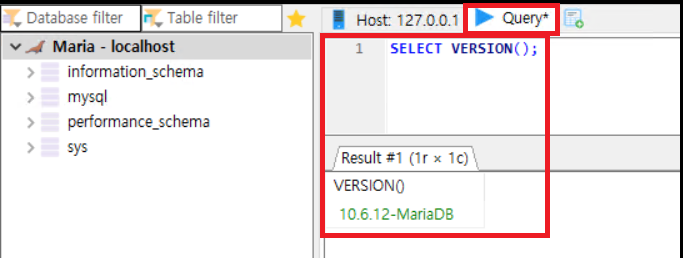 Database filter
Table filter
Host: 127.0.0.1
Query*
Maria - localhost
information_schema
mysql
performance_schema
sys
1 SELECT VERSION();
Result #1 (1r × 1c)
VERSION()
10.6.12-MariaDB